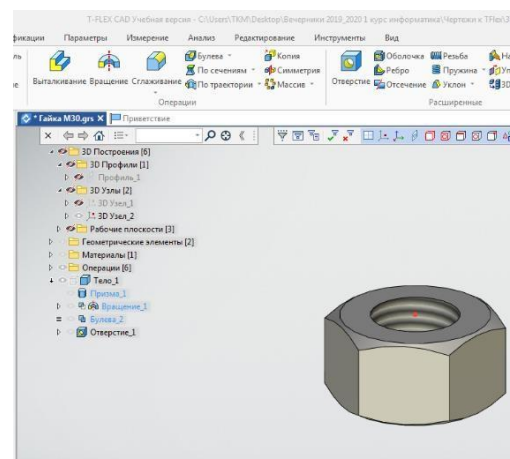 T-FLEX CAD Учебная версия - C:\Users\TKM\Desktop\Вечерники 2019_2020 1 курс информатика\Чертежи к TFlex\3
фикации Параметры Измерение Анализ Редактирование Инструменты Вид
Выталкивание Вращение Сглаживание
Булева
По сечениям
По траектории
Копия
Симметрия
Массив
Отверстие
Оболочка
Ребро
Отсечение
Резьба
Пружина
Уклон
Операции Расширенные
* Гайка М30.grs Приветствие
3D Построения [6]
3D Профили [1]
Профиль_1
3D Узлы [2]
3D Узел_1
3D Узел_2
Рабочие плоскости [3]
Геометрические элементы [2]
Материалы [1]
Операции [6]
Тело_1
Призма_1
Вращение_1
Булева_2
Отверстие_1